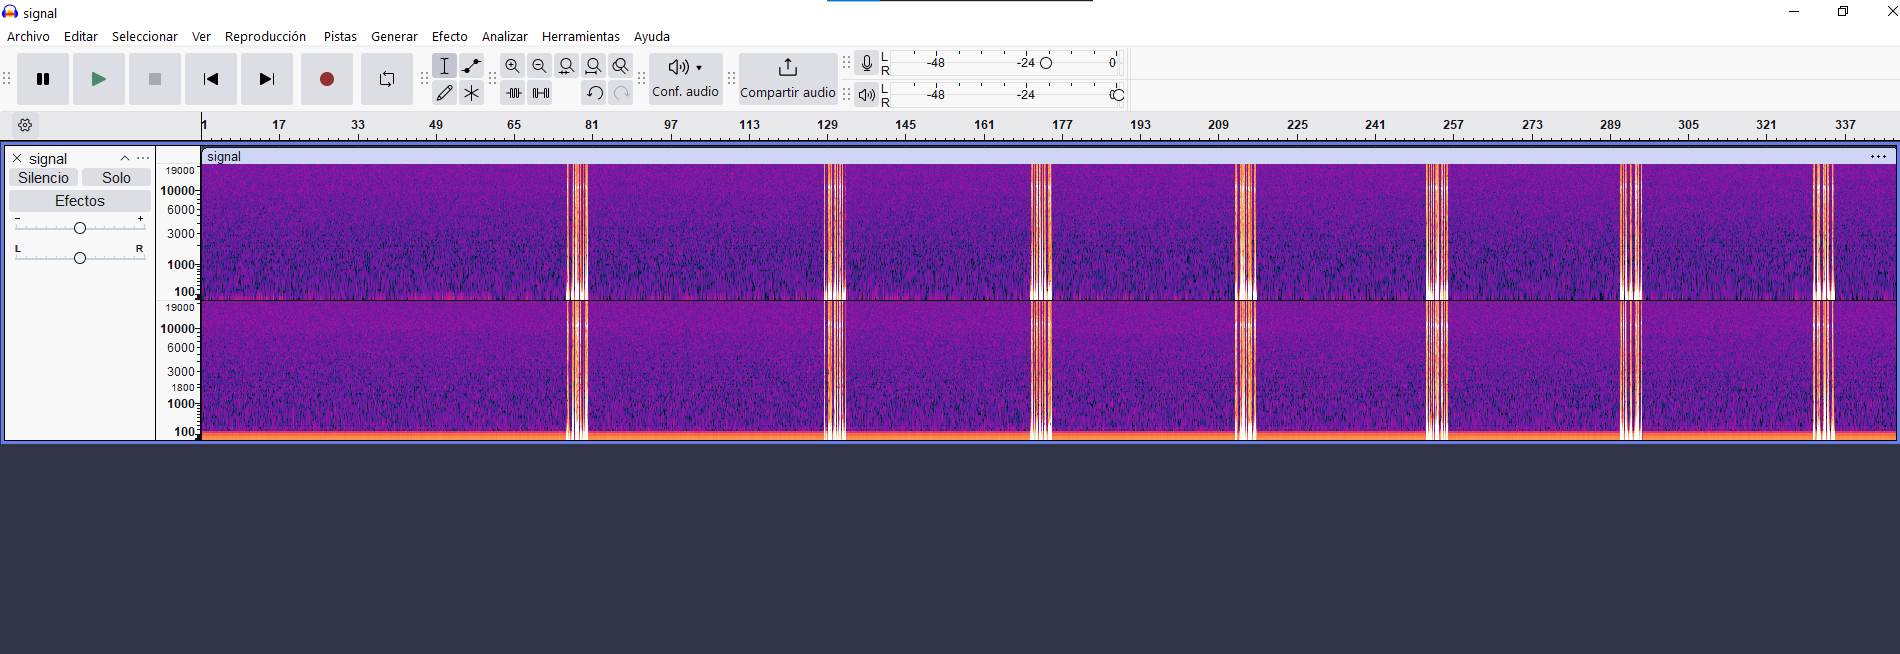 signal
Archivo Editar Seleccionar Ver Reproducción Pistas Generar Efecto Analizar Herramientas Ayuda
Conf. audio
Compartir audio
L
R
-48 -24 0
L
R
-48 -24 0
1 17 33 49 65 81 97 113 129 145 161 177 193 209 225 241 257 273 289 305 321 337
signal
Silencio Solo
Efectos
- +
L R
signal
19000
10000
6000
3000
1000
100
19000
10000
6000
3000
1800
1000
100